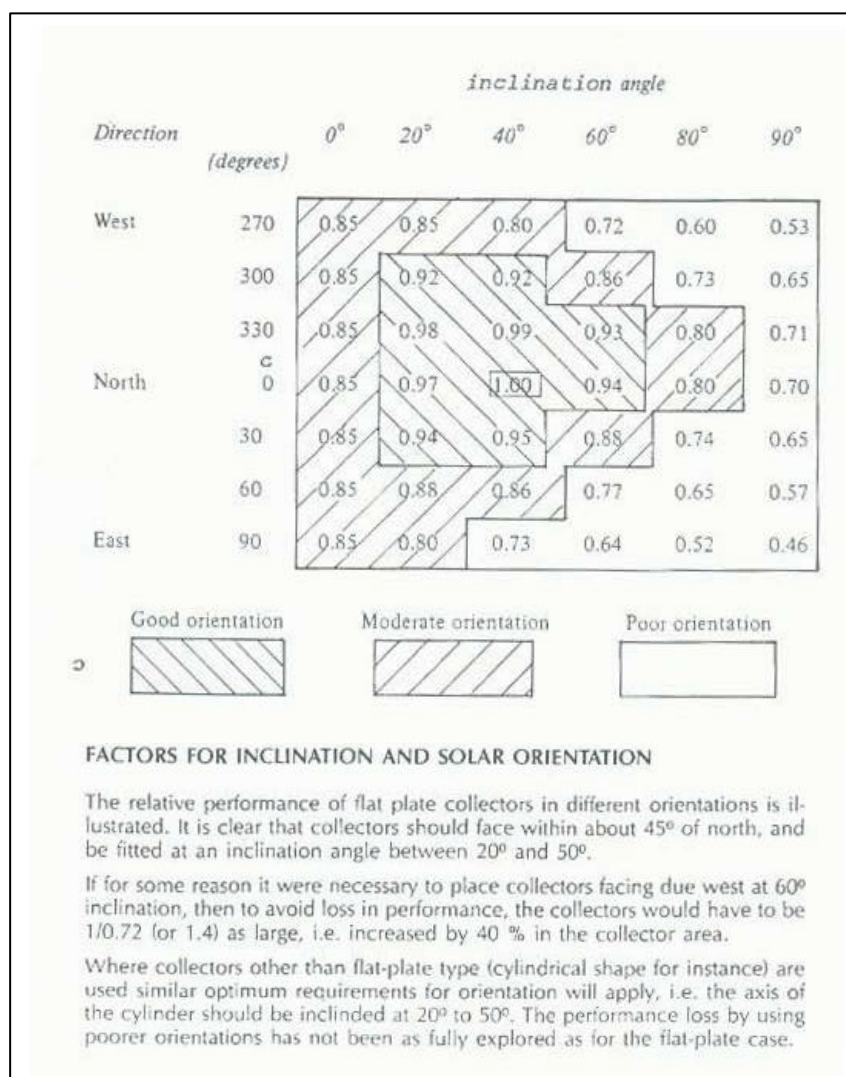 inclination angle
Direction 0° 20° 40° 60° 80° 90°
(degrees)
West 270 0.85 0.85 0.80 0.72 0.60 0.53
300 0.85 0.92 0.92 0.86 0.73 0.65
330 0.85 0.98 0.99 0.93 0.80 0.71
c
North 0 0.85 0.97 1.00 0.94 0.80 0.70
30 0.85 0.94 0.95 0.88 0.74 0.65
60 0.85 0.88 0.86 0.77 0.65 0.57
East 90 0.85 0.80 0.73 0.64 0.52 0.46
Good orientation Moderate orientation Poor orientation
FACTORS FOR INCLINATION AND SOLAR ORIENTATION
The relative performance of flat plate collectors in different orientations is il-
lustrated. It is clear that collectors should face within about 45º of north, and
be fitted at an inclination angle between 20º and 50º.
If for some reason it were necessary to place collectors facing due west at 60º
inclination, then to avoid loss in performance, the collectors would have to be
1/0.72 (or 1.4) as large, i.e. increased by 40 % in the collector area.
Where collectors other than flat-plate type (cylindrical shape for instance) are
used similar optimum requirements for orientation will apply, i.e. the axis of
the cylinder should be inclinded at 20º to 50º. The performance loss by using
poorer orientations has not been as fully explored as for the flat-plate case.